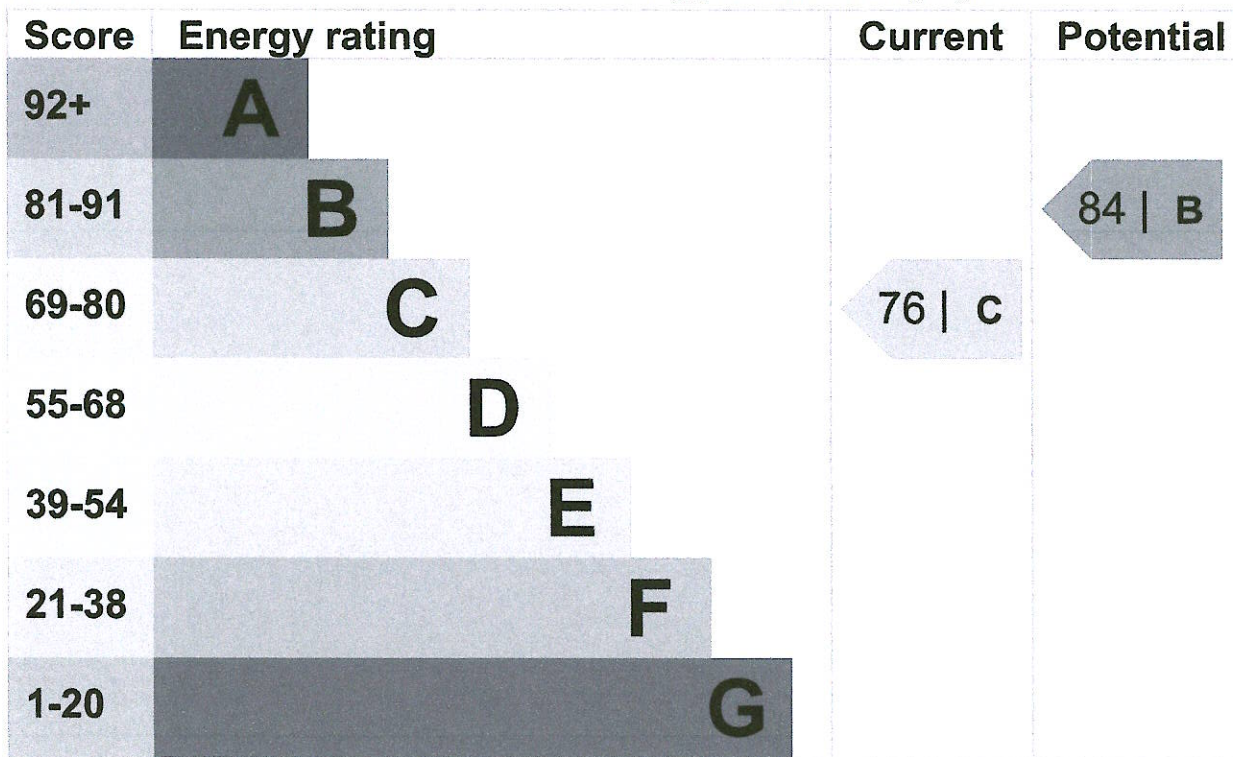 Score Energy rating Current Potential
92+ A
81-91 B 84 | B
69-80 C 76 | C
55-68 D
39-54 E
21-38 F
1-20 G